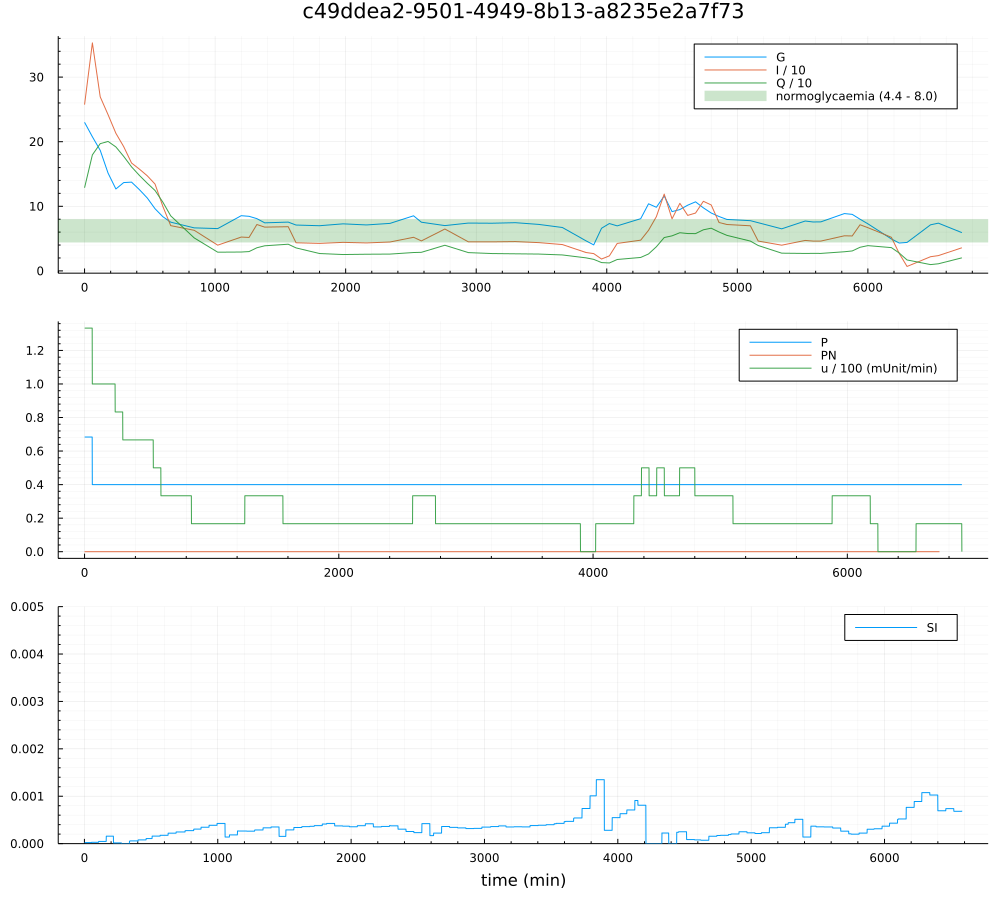 c49ddea2-9501-4949-8b13-a8235e2a7f73
G
I / 10
Q / 10
normoglycaemia (4.4 - 8.0)
30
20
10
0
0 1000 2000 3000 4000 5000 6000
P
PN
u / 100 (mUnit/min)
1.2
1.0
0.8
0.6
0.4
0.2
0.0
0 2000 4000 6000
SI
0.005
0.004
0.003
0.002
0.001
0.000
0 1000 2000 3000 4000 5000 6000
time (min)